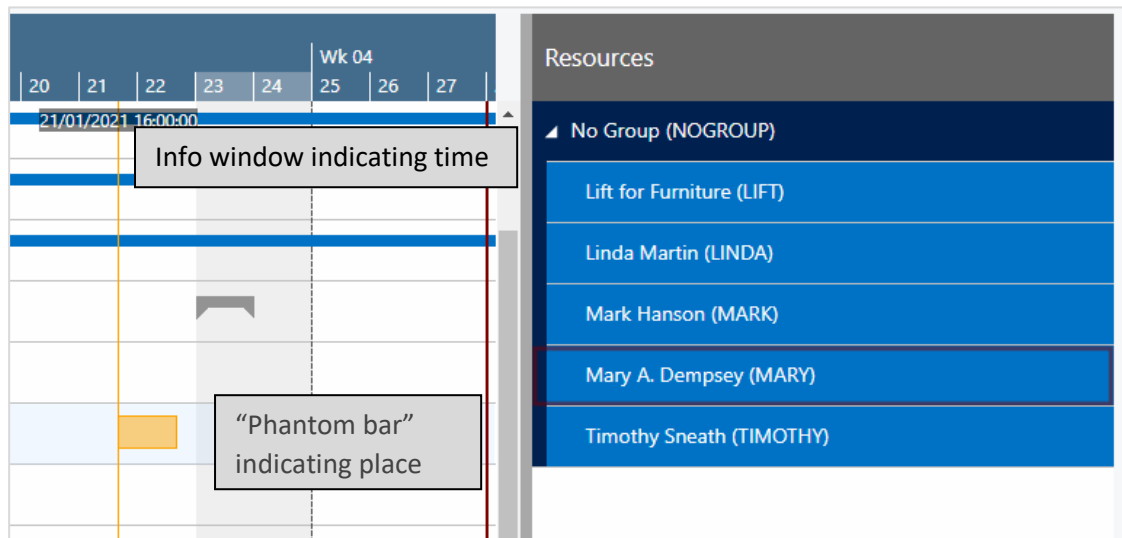 Wk 04
20 21 22 23 24 25 26 27
21/01/2021 16:00:00
Info window indicating time
“Phantom bar”
indicating place
Resources
No Group (NOGROUP)
Lift for Furniture (LIFT)
Linda Martin (LINDA)
Mark Hanson (MARK)
Mary A. Dempsey (MARY)
Timothy Sneath (TIMOTHY)